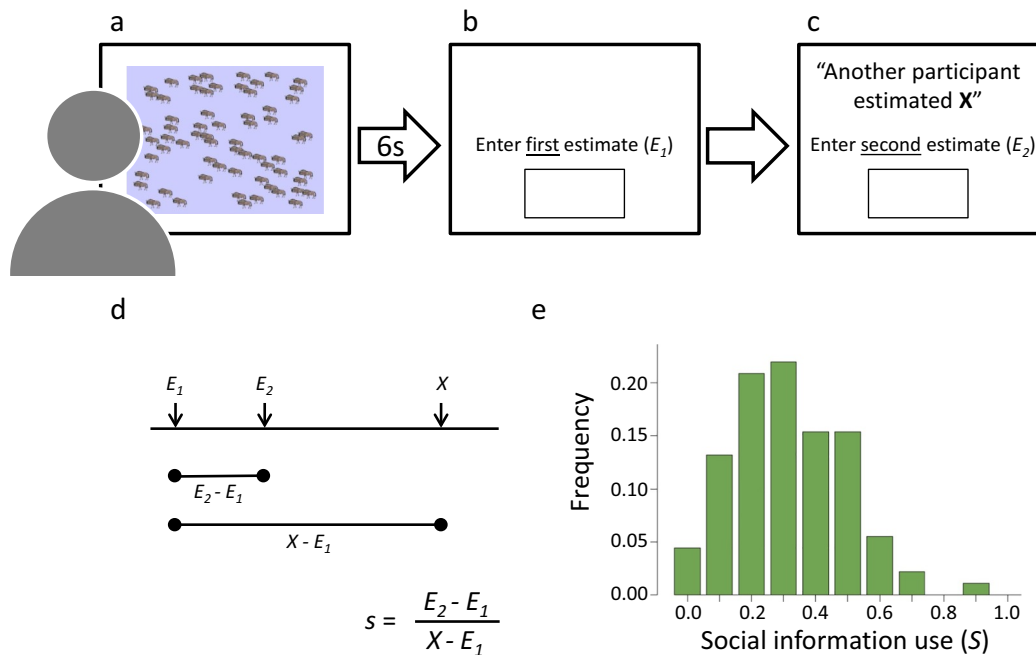 a
6s
b
Enter first estimate (E1)
c
“Another participant
estimated X”
Enter second estimate (E2)
d
E1
E2
X
E2 - E1
X - E1
s = E2 - E1
X - E1
e
Frequency
0.20
0.15
0.10
0.05
0.00
0.0 0.2 0.4 0.6 0.8 1.0
Social information use (S)